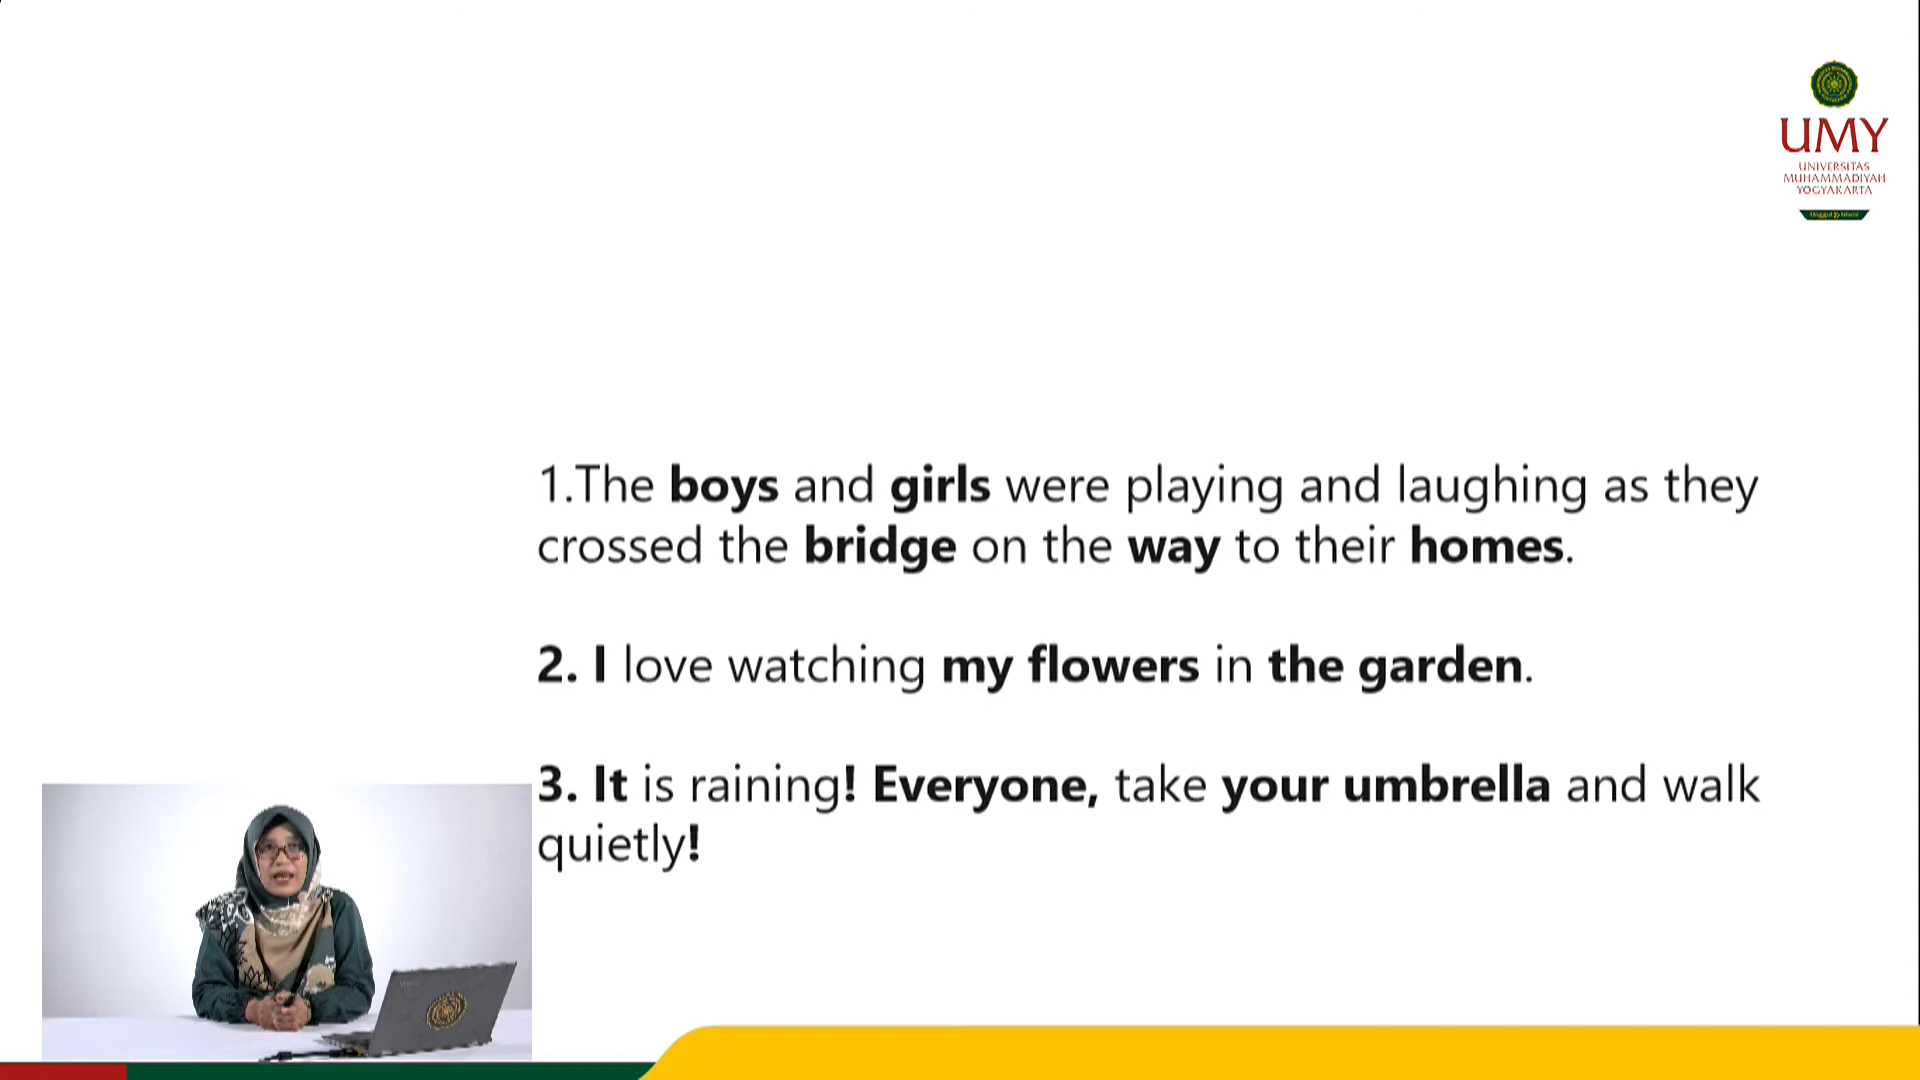 UMY
UNIVERSITAS
MUHAMMADIYAH
YOGYAKARTA
1.The boys and girls were playing and laughing as they
crossed the bridge on the way to their homes.
2. I love watching my flowers in the garden.
3. It is raining! Everyone, take your umbrella and walk
quietly!